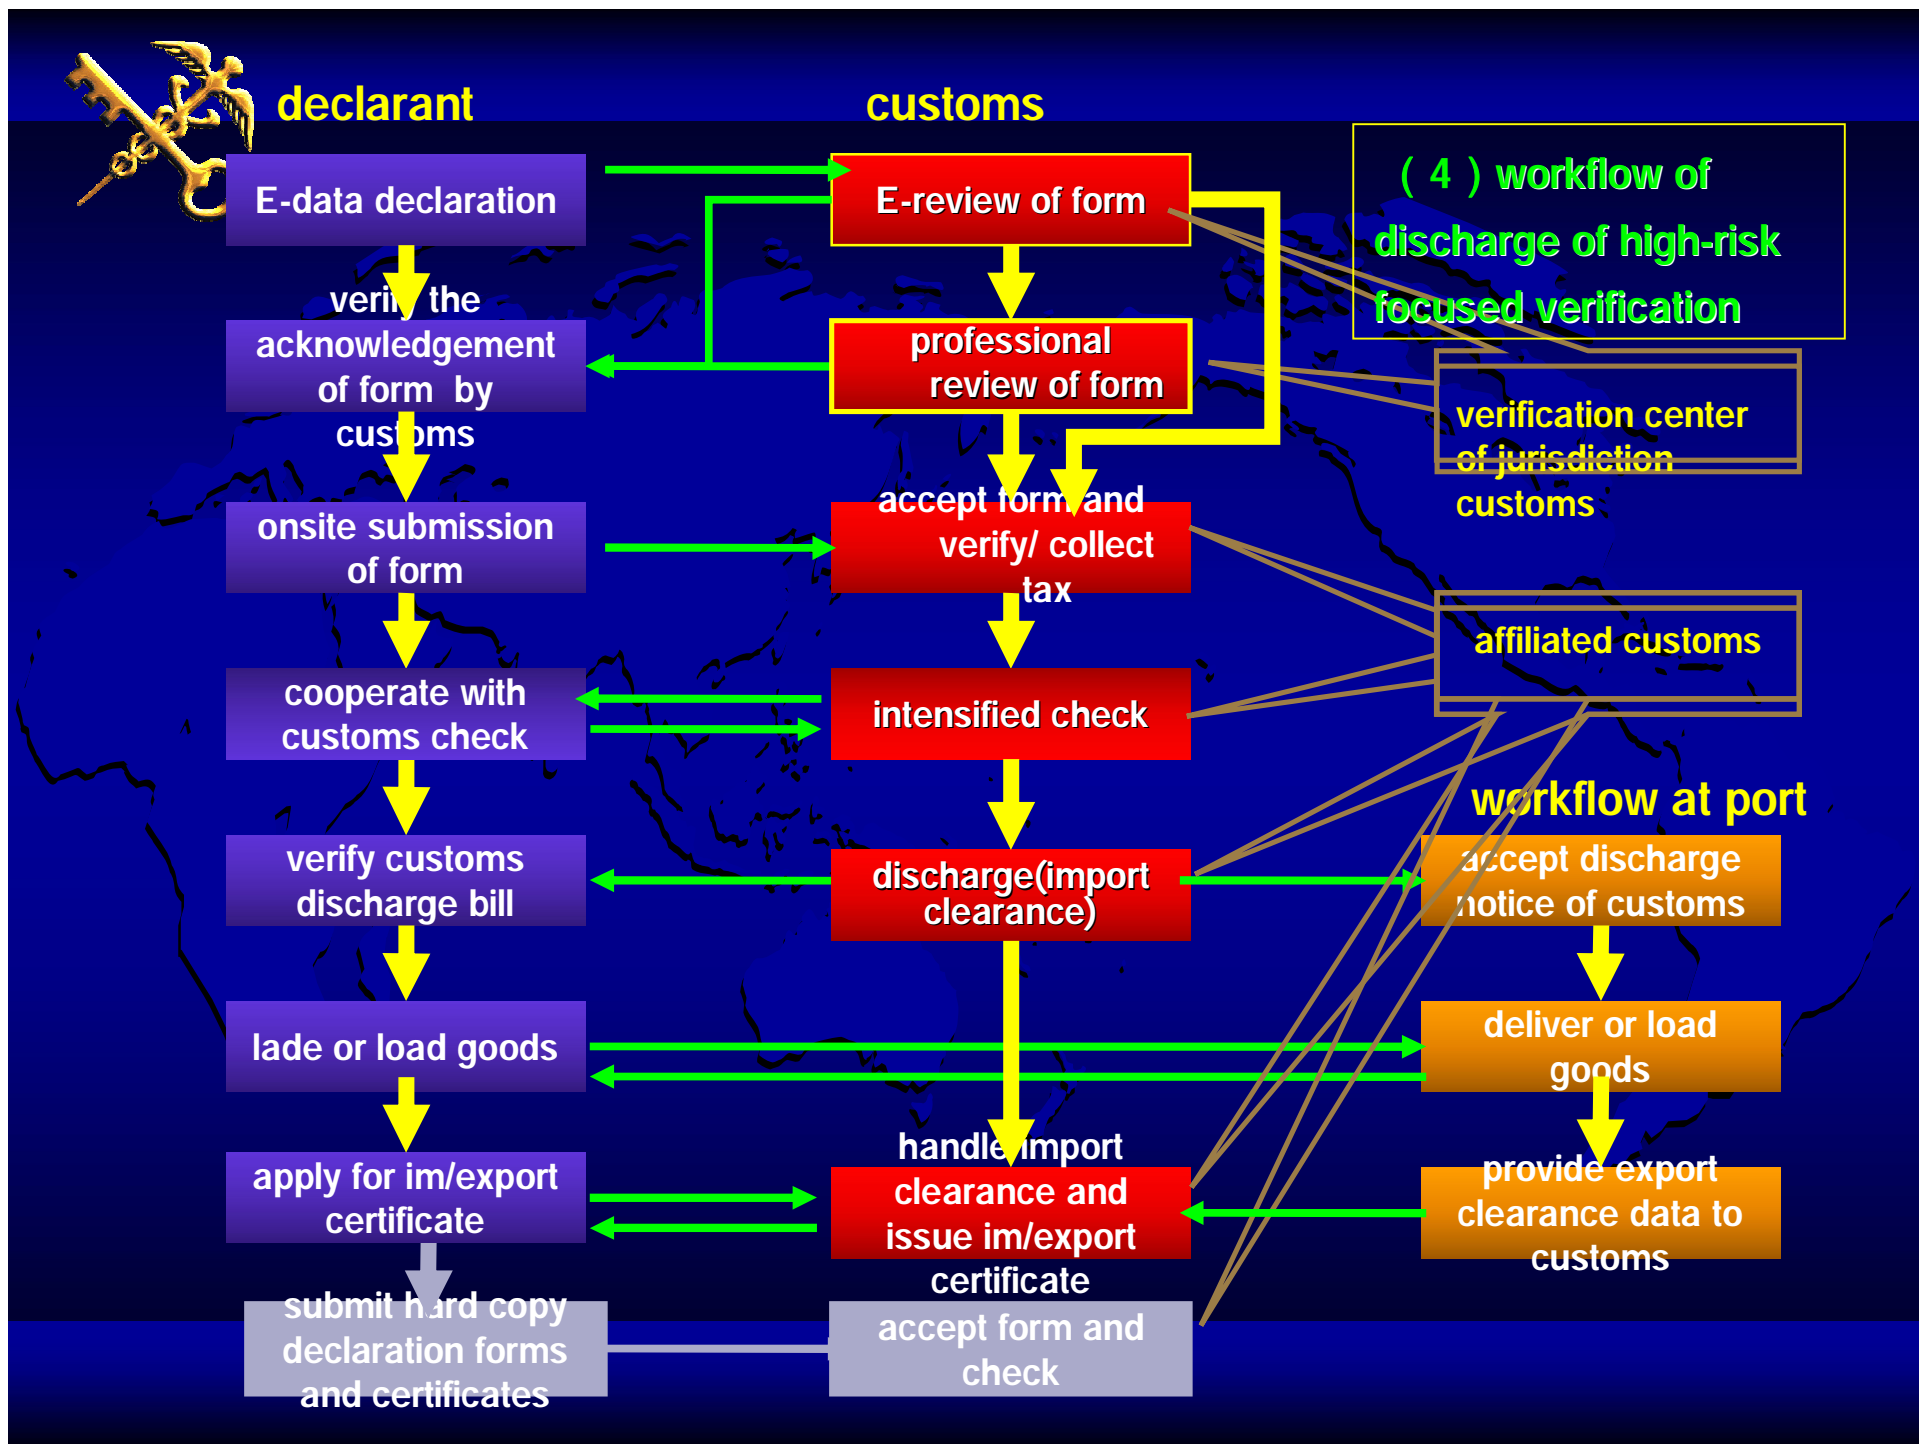 declarant
customs
( 4 ) workflow of
discharge of high-risk
focused verification
E-data declaration
E-review of form
verify the
acknowledgement
of form by
customs
professional
review of form
verification center
of jurisdiction
customs
onsite submission
of form
accept form and
verify/ collect
tax
affiliated customs
cooperate with
customs check
intensified check
workflow at port
verify customs
discharge bill
discharge(import
clearance)
accept discharge
notice of customs
lade or load goods
deliver or load
goods
apply for im/export
certificate
handle import
clearance and
issue im/export
certificate
provide export
clearance data to
customs
submit hard copy
declaration forms
and certificates
accept form and
check